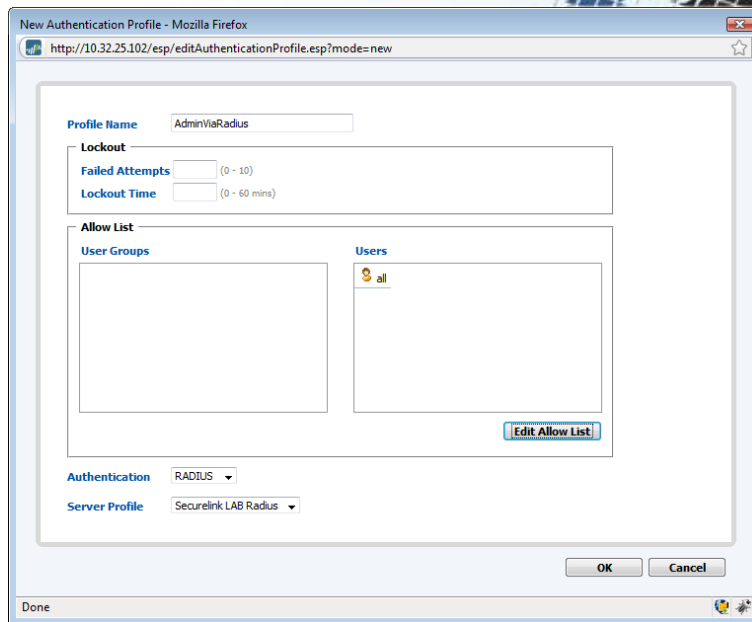 New Authentication Profile - Mozilla Firefox
http://10.32.25.102/esp/editAuthenticationProfile.esp?mode=new
Profile Name AdminViaRadius
Lockout
Failed Attempts (0 - 10)
Lockout Time (0 - 60 mins)
Allow List
User Groups Users
all
Edit Allow List
Authentication RADIUS
Server Profile Securelink LAB Radius
OK Cancel
Done